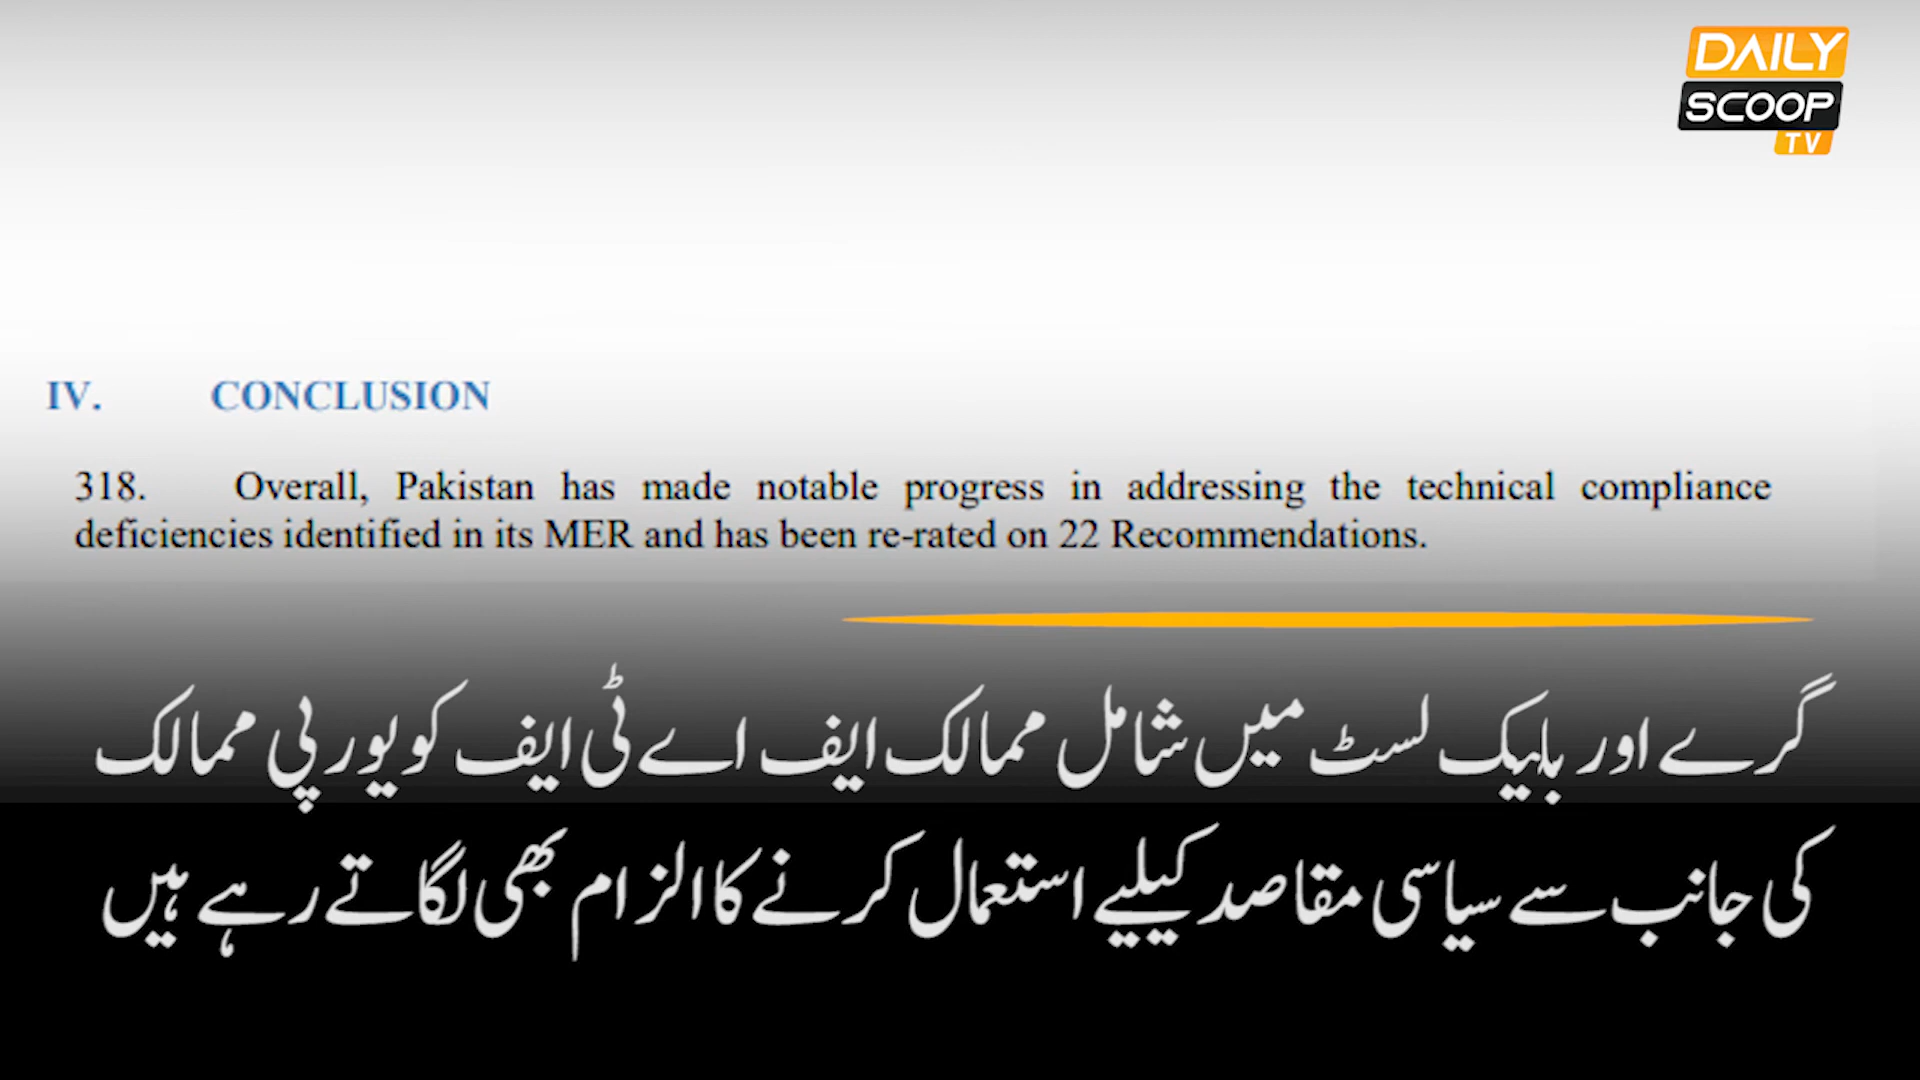 DAILY
SCOOP
TV
IV. CONCLUSION
318. Overall, Pakistan has made notable progress in addressing the technical compliance
deficiencies identified in its MER and has been re-rated on 22 Recommendations.
گرے اور بلیک لسٹ میں شامل ممالک ایف اے ٹی ایف کو یورپی ممالک
کی جانب سے سیاسی مقاصد کیلیے استعمال کرنے کا الزام بھی لگاتے رہے ہیں